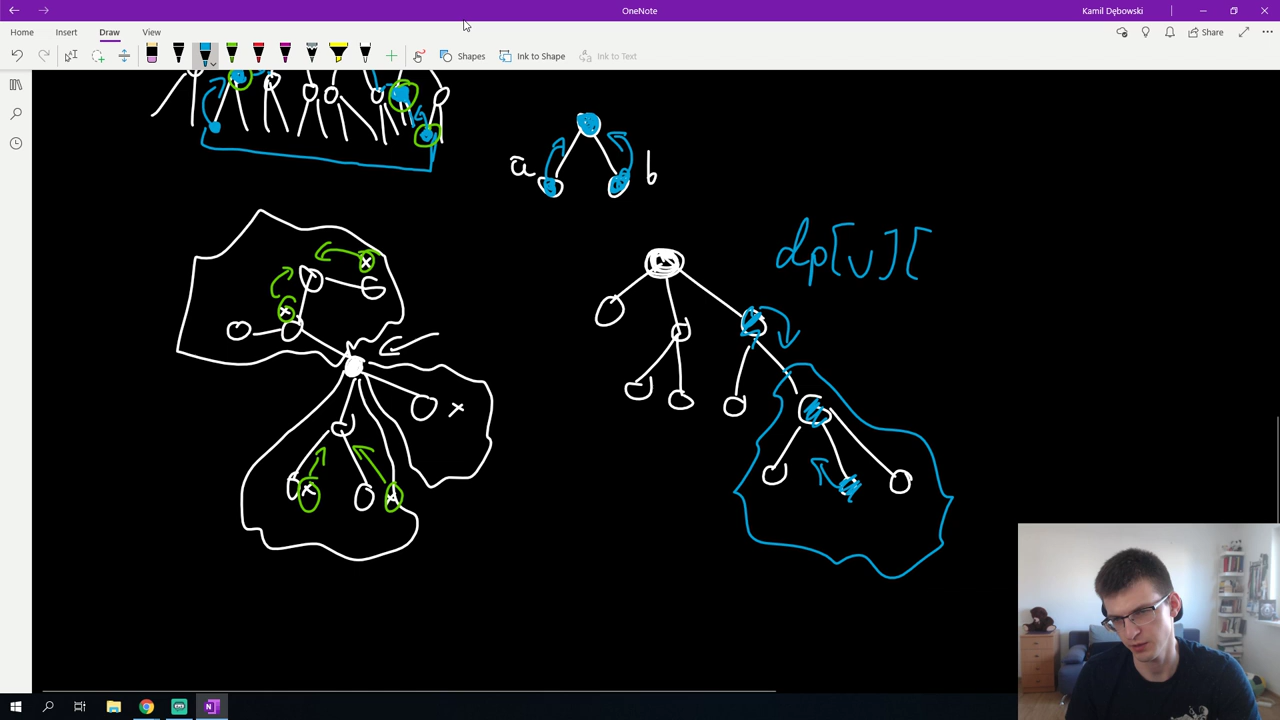 OneNote
Kamil Dębowski
Home Insert Draw View
Share
Shapes Ink to Shape Ink to Text
a b
dp[v][